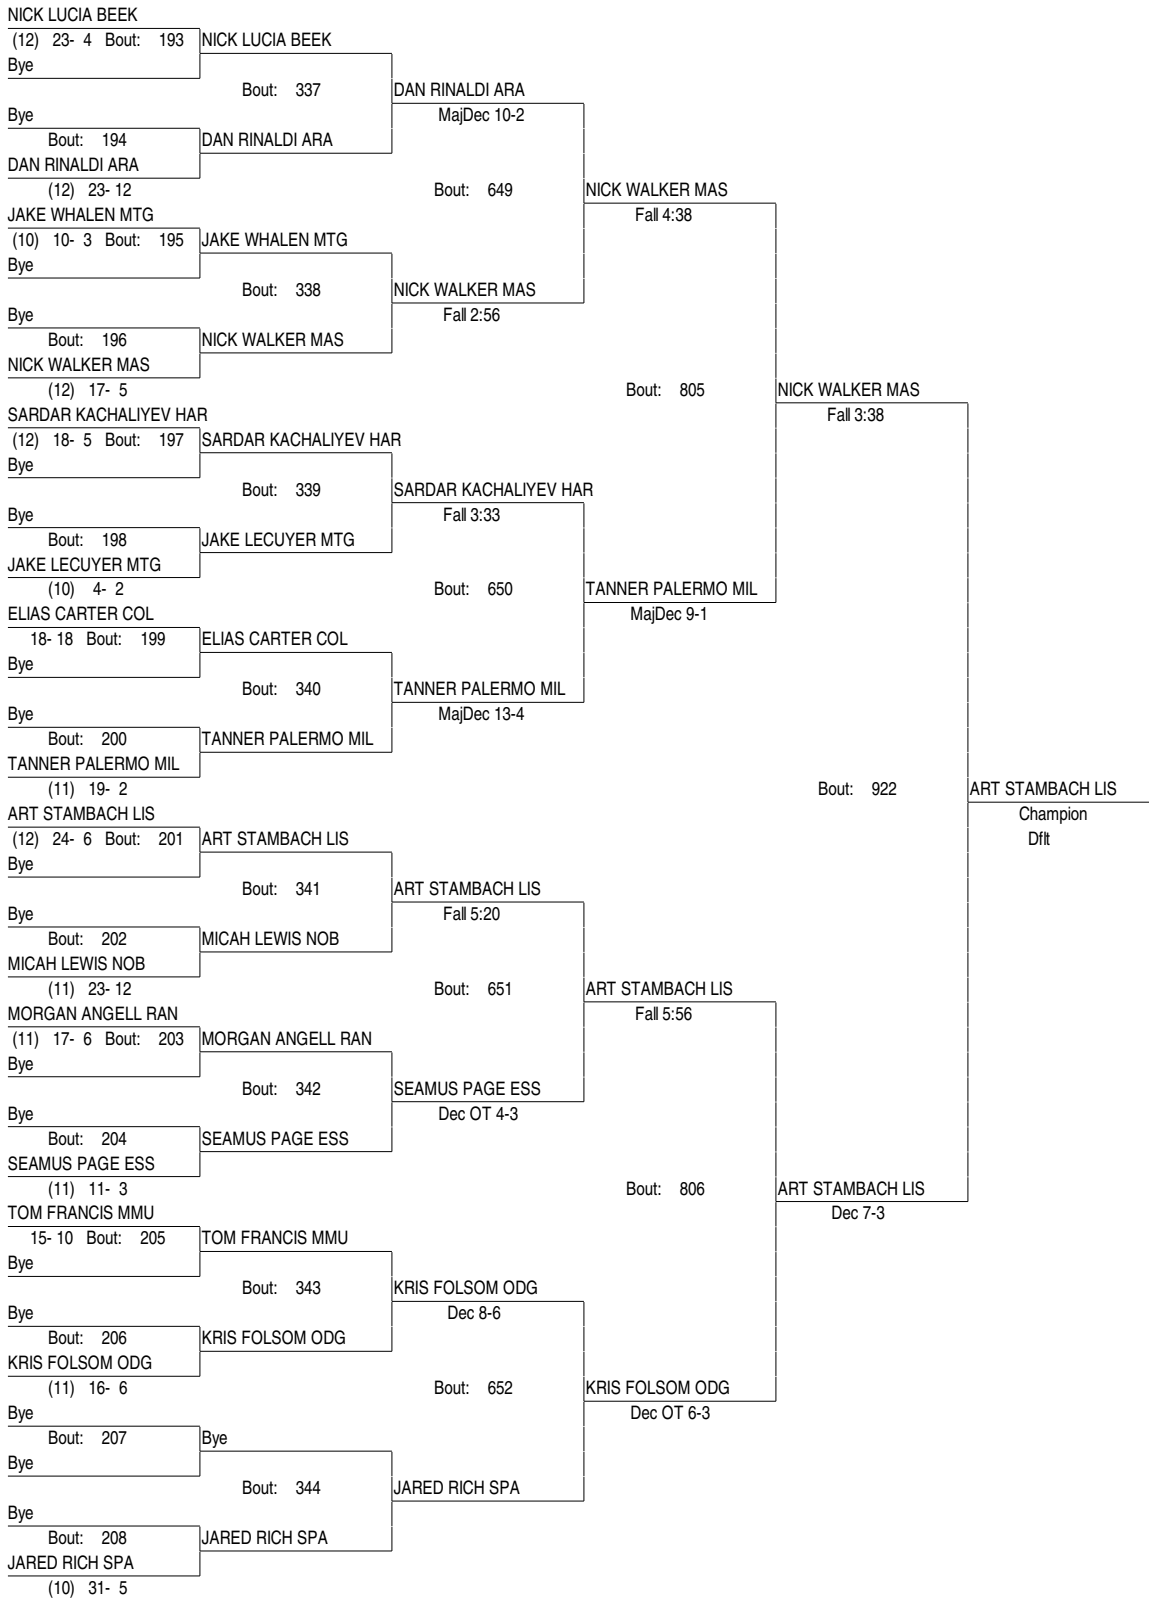 NICK LUCIA BEEK
(12) 23- 4 Bout: 193 NICK LUCIA BEEK
Bye
Bout: 337 DAN RINALDI ARA
Bye MajDec 10-2
Bout: 194 DAN RINALDI ARA
DAN RINALDI ARA
(12) 23- 12 Bout: 649 NICK WALKER MAS
JAKE WHALEN MTG Fall 4:38
(10) 10- 3 Bout: 195 JAKE WHALEN MTG
Bye
Bout: 338 NICK WALKER MAS
Bye Fall 2:56
Bout: 196 NICK WALKER MAS
NICK WALKER MAS
(12) 17- 5 Bout: 805 NICK WALKER MAS
SARDAR KACHALIYEV HAR Fall 3:38
(12) 18- 5 Bout: 197 SARDAR KACHALIYEV HAR
Bye
Bout: 339 SARDAR KACHALIYEV HAR
Bye Fall 3:33
Bout: 198 JAKE LECUYER MTG
JAKE LECUYER MTG
(10) 4- 2 Bout: 650 TANNER PALERMO MIL
ELIAS CARTER COL MajDec 9-1
18- 18 Bout: 199 ELIAS CARTER COL
Bye
Bout: 340 TANNER PALERMO MIL
Bye MajDec 13-4
Bout: 200 TANNER PALERMO MIL
TANNER PALERMO MIL
(11) 19- 2 Bout: 922 ART STAMBACH LIS
ART STAMBACH LIS Champion
(12) 24- 6 Bout: 201 ART STAMBACH LIS Dflt
Bye
Bout: 341 ART STAMBACH LIS
Bye Fall 5:20
Bout: 202 MICAH LEWIS NOB
MICAH LEWIS NOB
(11) 23- 12 Bout: 651 ART STAMBACH LIS
MORGAN ANGELL RAN Fall 5:56
(11) 17- 6 Bout: 203 MORGAN ANGELL RAN
Bye
Bout: 342 SEAMUS PAGE ESS
Bye Dec OT 4-3
Bout: 204 SEAMUS PAGE ESS
SEAMUS PAGE ESS
(11) 11- 3 Bout: 806 ART STAMBACH LIS
TOM FRANCIS MMU Dec 7-3
15- 10 Bout: 205 TOM FRANCIS MMU
Bye
Bout: 343 KRIS FOLSOM ODG
Bye Dec 8-6
Bout: 206 KRIS FOLSOM ODG
KRIS FOLSOM ODG
(11) 16- 6 Bout: 652 KRIS FOLSOM ODG
Bye Dec OT 6-3
Bout: 207 Bye
Bye
Bout: 344 JARED RICH SPA
Bye
Bout: 208 JARED RICH SPA
JARED RICH SPA
(10) 31- 5